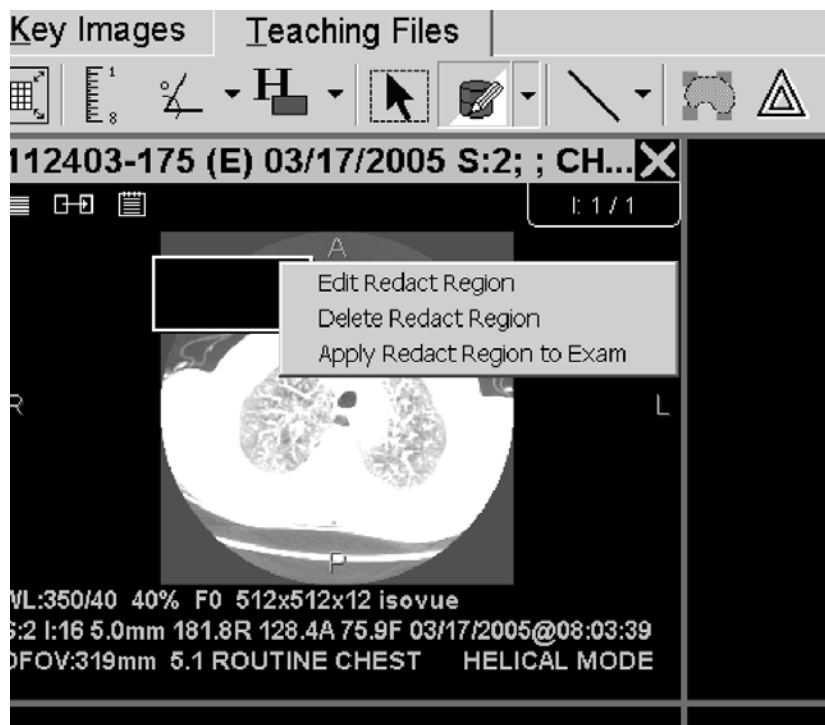 Key Images Teaching Files
1
8
H
112403-175 (E) 03/17/2005 S:2; ; CH...
I: 1 / 1
A
Edit Redact Region
Delete Redact Region
Apply Redact Region to Exam
R
L
P
WL:350/40 40% F0 512x512x12 isovue
S:2 I:16 5.0mm 181.8R 128.4A 75.9F 03/17/2005@08:03:39
DFOV:319mm 5.1 ROUTINE CHEST HELICAL MODE